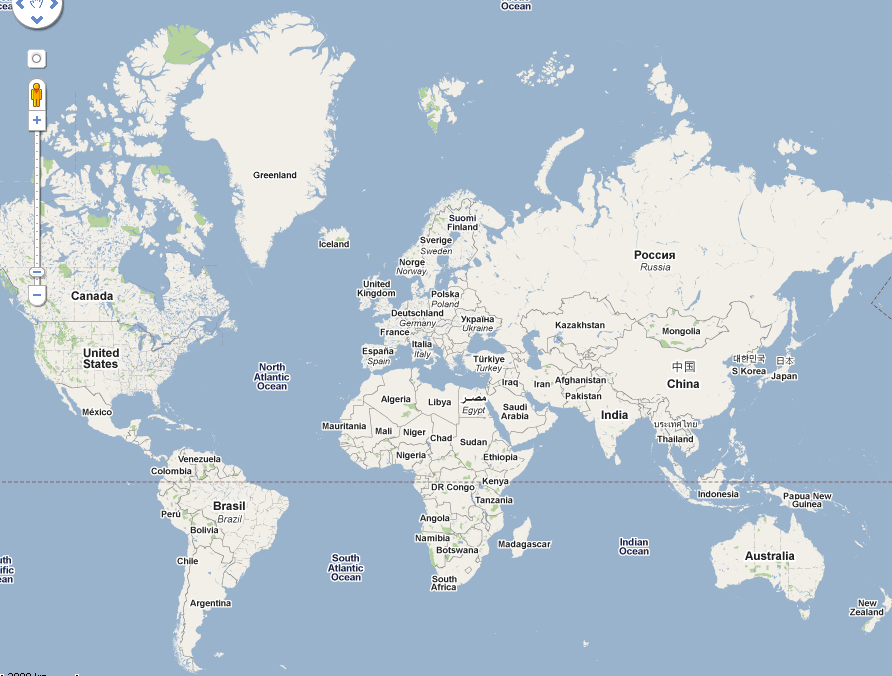 Ocean
Greenland
Iceland
Suomi
Finland
Sverige
Sweden
Norge
Norway
Россия
Russia
United
Kingdom
Polska
Poland
Canada
Deutschland
Germany
Україна
Ukraine
Kazakhstan
France
Mongolia
Italia
Italy
España
Spain
United
States
Türkiye
Turkey
대한민국
S Korea
日本
Japan
中国
China
North
Atlantic
Ocean
Iraq
Iran
Afghanistan
Pakistan
Algeria
Libya
مصر
Egypt
Saudi
Arabia
India
México
Mauritania
Mali
Niger
Chad
Sudan
ประเทศไทย
Thailand
Venezuela
Colombia
Nigeria
Ethiopia
Kenya
DR Congo
Indonesia
Tanzania
Papua New
Guinea
Brasil
Brazil
Perú
Bolivia
Angola
Namibia
Botswana
Madagascar
Indian
Ocean
Australia
Chile
South
Atlantic
Ocean
South
Africa
Argentina
New
Zealand